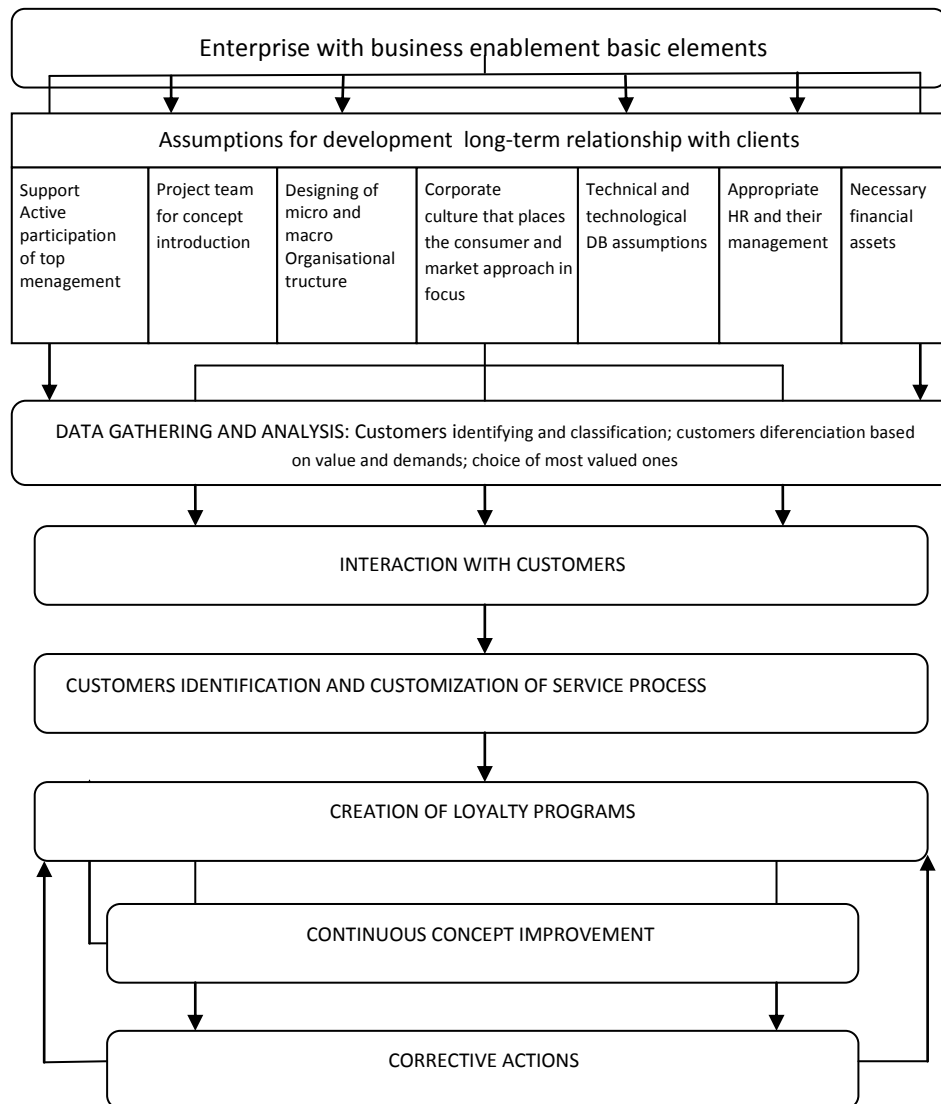 Enterprise with business enablement basic elements
Assumptions for development  long-term relationship with clients
Support
Active
participation
of top
menagement
Project team
for concept
introduction
Designing of
micro and
macro
Organisational
tructure
Corporate
culture that places
the consumer and
market approach in
focus
Technical and
technological
DB assumptions
Appropriate
HR and their
management
Necessary
financial
assets
DATA GATHERING AND ANALYSIS: Customers identifying and classification; customers diferenciation based
on value and demands; choice of most valued ones
INTERACTION WITH CUSTOMERS
CUSTOMERS IDENTIFICATION AND CUSTOMIZATION OF SERVICE PROCESS
CREATION OF LOYALTY PROGRAMS
CONTINUOUS CONCEPT IMPROVEMENT
CORRECTIVE ACTIONS